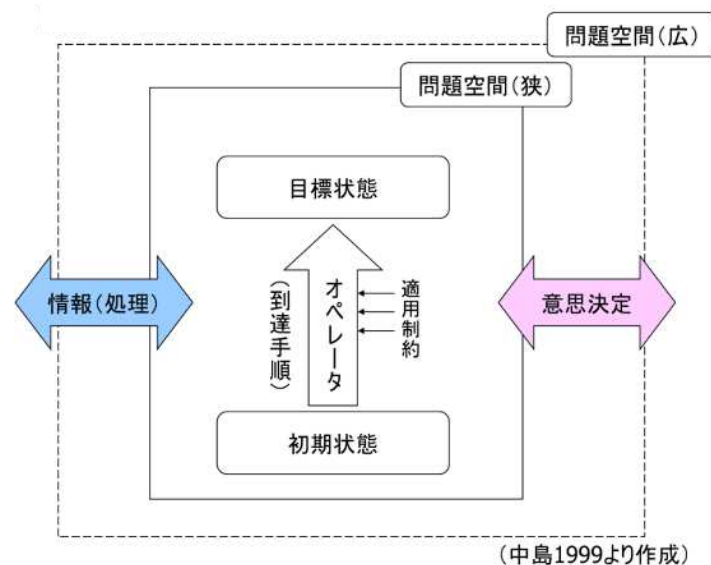 問題空間(広)
問題空間(狭)
目標状態
情報(処理)
(到達手順)
オペレータ
適用制約
意思決定
初期状態
(中島1999より作成)